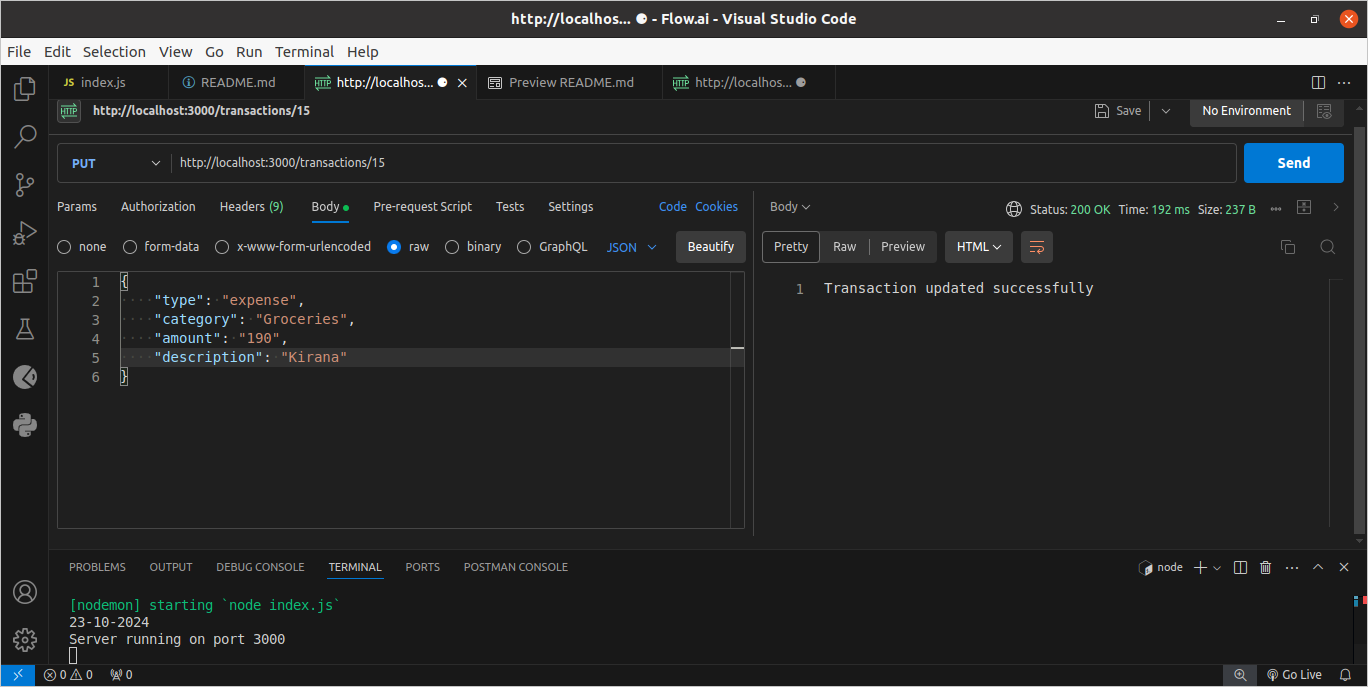 http://localhos... ● - Flow.ai - Visual Studio Code
File Edit Selection View Go Run Terminal Help
JS index.js README.md HTTP http://localhos... ● Preview README.md HTTP http://localhos... ●
HTTP http://localhost:3000/transactions/15 Save No Environment
PUT http://localhost:3000/transactions/15 Send
Params Authorization Headers (9) Body Pre-request Script Tests Settings Code Cookies
Body Status: 200 OK Time: 192 ms Size: 237 B
none form-data x-www-form-urlencoded raw binary GraphQL JSON Beautify
Pretty Raw Preview HTML
1 {
2 "type": "expense",
3 "category": "Groceries",
4 "amount": "190",
5 "description": "Kirana"
6 }
1 Transaction updated successfully
PROBLEMS OUTPUT DEBUG CONSOLE TERMINAL PORTS POSTMAN CONSOLE node
[nodemon] starting `node index.js`
23-10-2024
Server running on port 3000
0 0 0 Go Live